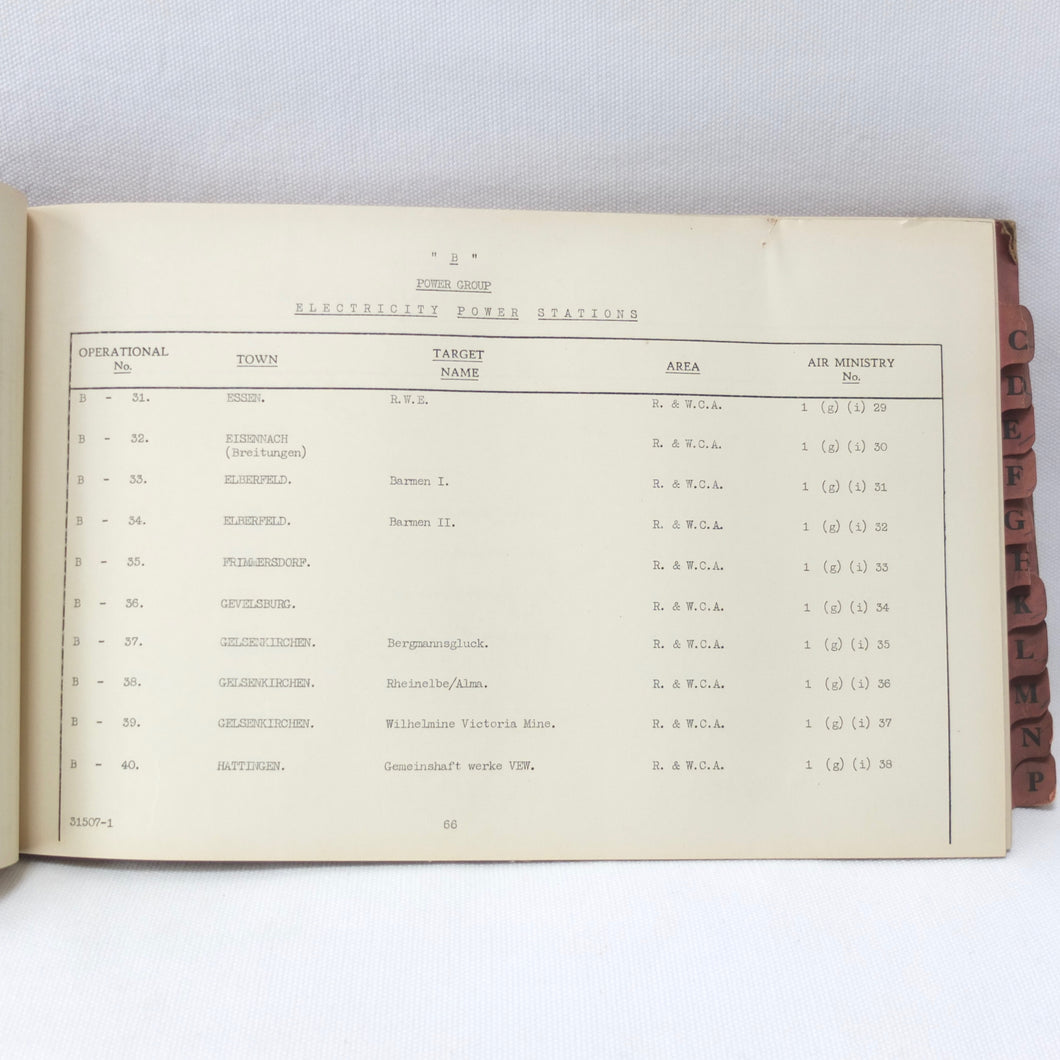 " B "
POWER GROUP
ELECTRICITY POWER STATIONS
OPERATIONAL No. TOWN TARGET NAME AREA AIR MINISTRY No.
B - 31. ESSEN. R.W.E. R. & W.C.A. 1 (g) (i) 29
B - 32. EISENNACH (Breitungen) R. & W.C.A. 1 (g) (i) 30
B - 33. ELBERFELD. Barmen I. R. & W.C.A. 1 (g) (i) 31
B - 34. ELBERFELD. Barmen II. R. & W.C.A. 1 (g) (i) 32
B - 35. FRIMMERSDORF. R. & W.C.A. 1 (g) (i) 33
B - 36. GEVELSBURG. R. & W.C.A. 1 (g) (i) 34
B - 37. GELSENKIRCHEN. Bergmannsgluck. R. & W.C.A. 1 (g) (i) 35
B - 38. GELSENKIRCHEN. Rheinelbe/Alma. R. & W.C.A. 1 (g) (i) 36
B - 39. GELSENKIRCHEN. Wilhelmine Victoria Mine. R. & W.C.A. 1 (g) (i) 37
B - 40. HATTINGEN. Gemeinshaft werke VEW. R. & W.C.A. 1 (g) (i) 38
31507-1 66
C
D
E
F
G
H
K
L
M
N
P